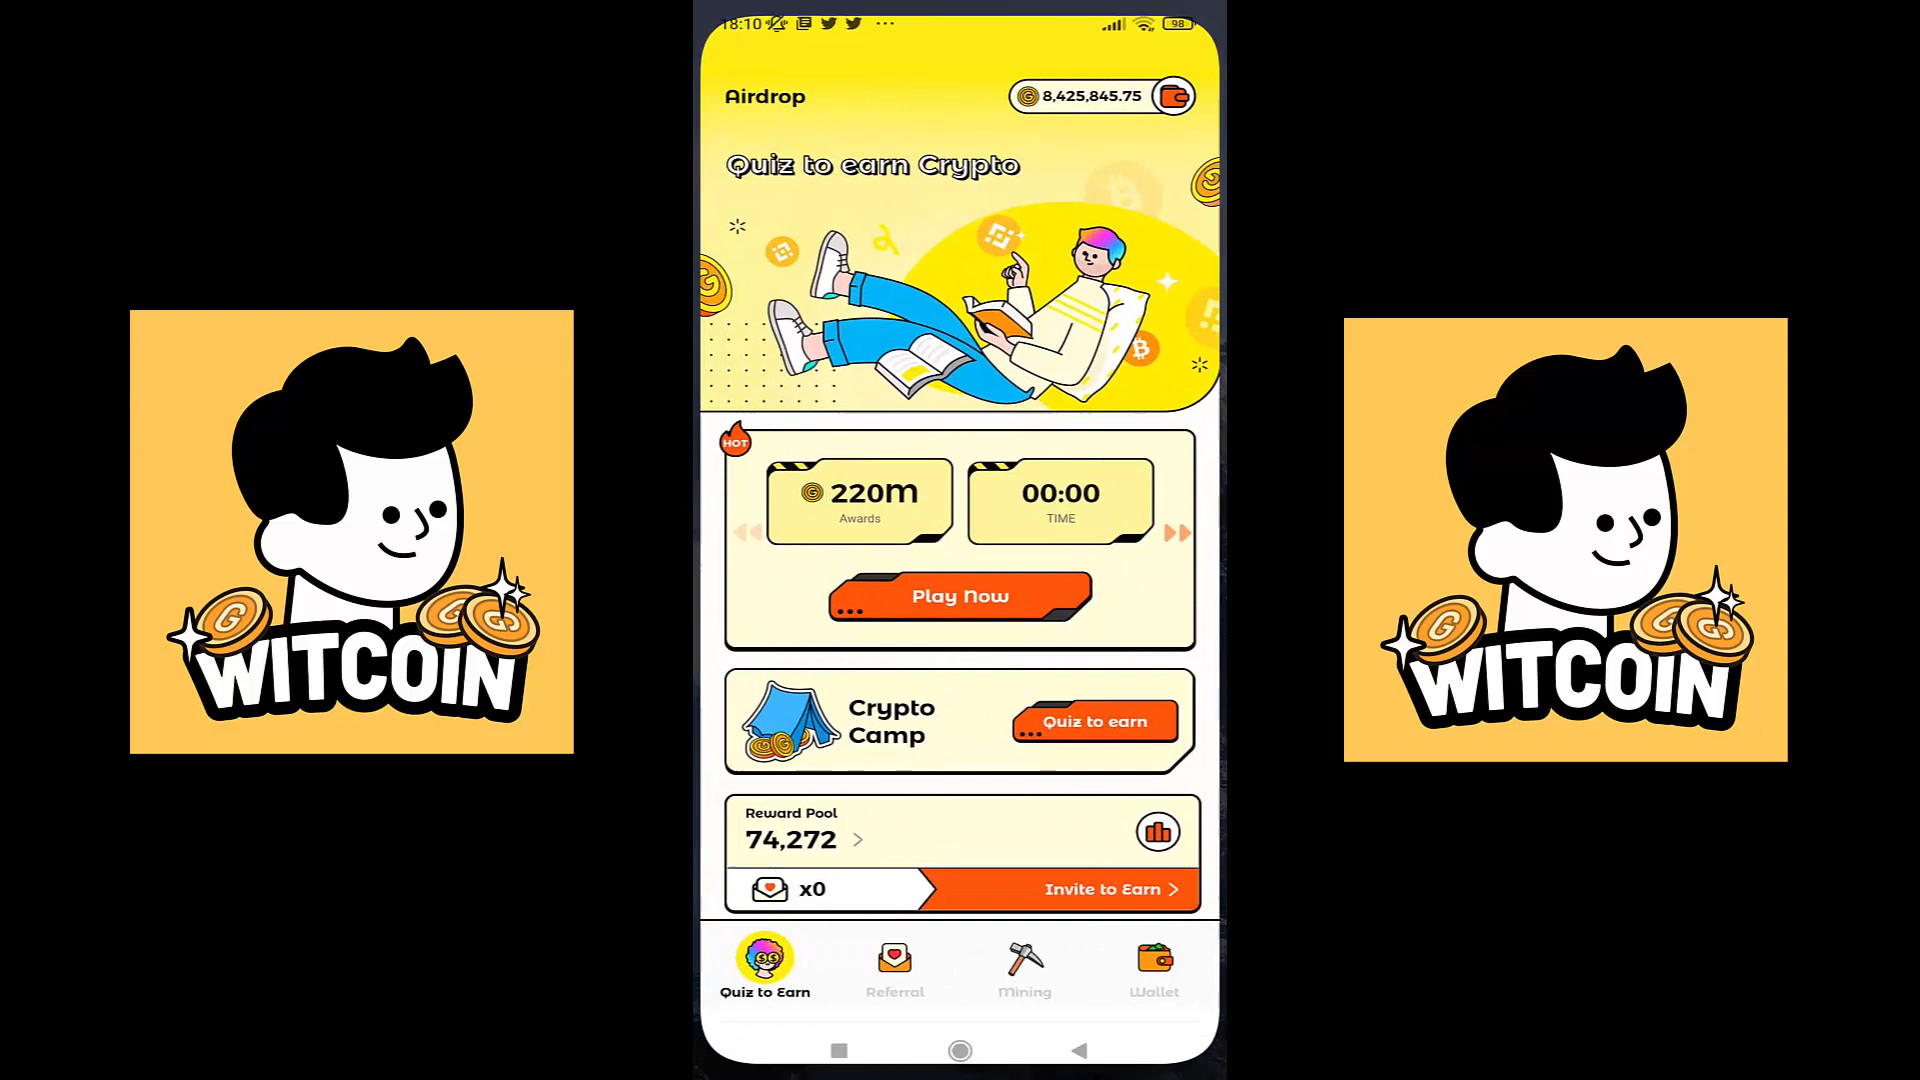 18:10
98
Airdrop
8,425,845.75
Quiz to earn Crypto
HOT
220M
Awards
00:00
TIME
Play Now
Crypto
Camp
Quiz to earn
Reward Pool
74,272
x0
Invite to Earn
Quiz to Earn
Referral
Mining
Wallet
WITCOIN
WITCOIN